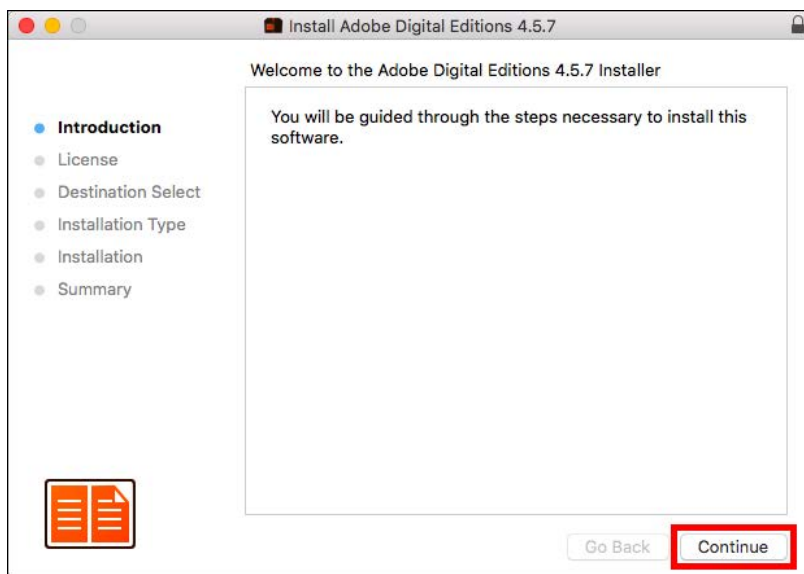 Install Adobe Digital Editions 4.5.7
Welcome to the Adobe Digital Editions 4.5.7 Installer
Introduction
License
Destination Select
Installation Type
Installation
Summary
You will be guided through the steps necessary to install this
software.
Go Back
Continue